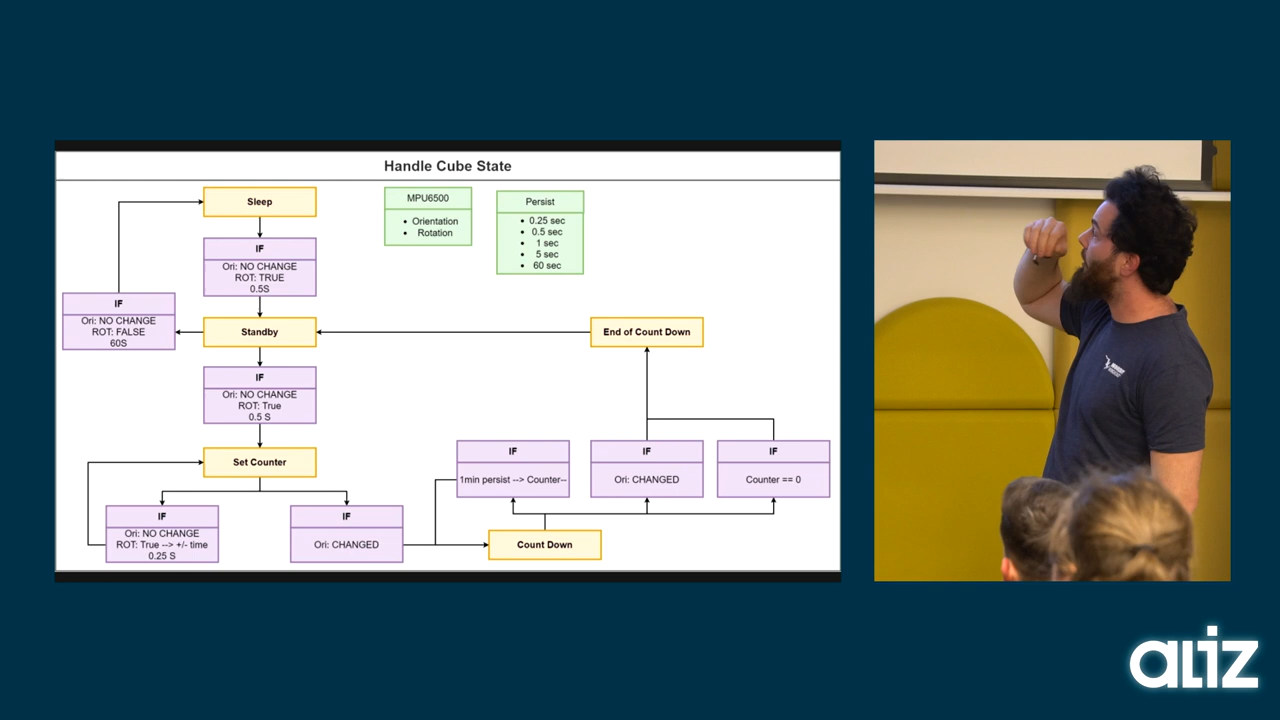 Handle Cube State
Sleep
MPU6500
• Orientation
• Rotation
Persist
• 0.25 sec
• 0.5 sec
• 1 sec
• 5 sec
• 60 sec
IF
Ori: NO CHANGE
ROT: TRUE
0.5S
IF
Ori: NO CHANGE
ROT: FALSE
60S
Standby
End of Count Down
IF
Ori: NO CHANGE
ROT: True
0.5 S
Set Counter
IF
1min persist --> Counter--
IF
Ori: CHANGED
IF
Counter == 0
IF
Ori: NO CHANGE
ROT: True --> +/- time
0.25 S
IF
Ori: CHANGED
Count Down
aliz